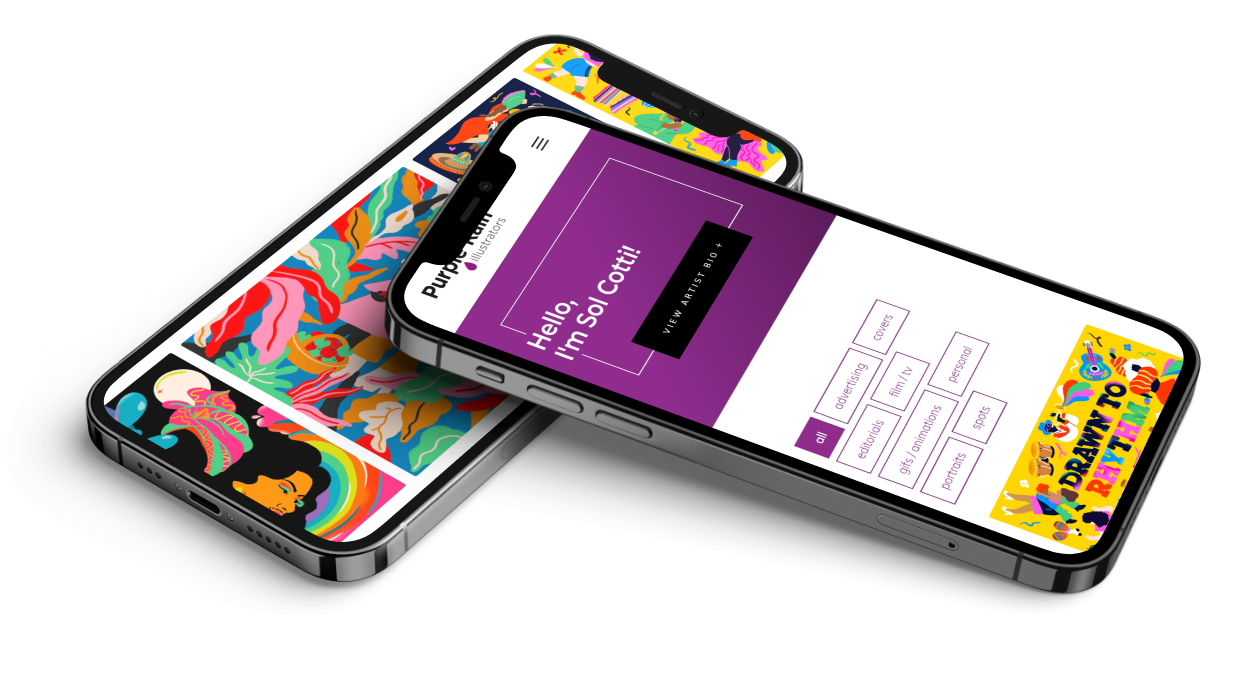 Purple Rain
illustrators
Hello,
I'm Sol Cotti!
VIEW ARTIST BIO +
all
advertising
covers
editorials
film / tv
gifs / animations
personal
portraits
spots
DRAWN TO
RHYTHM